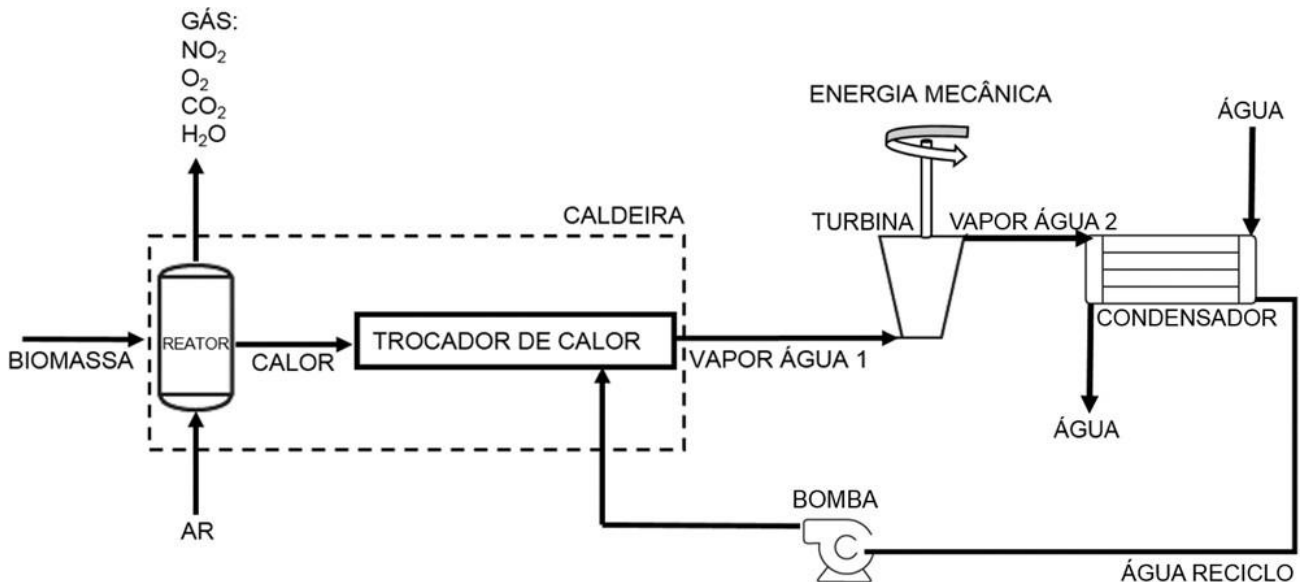 GÁS:
NO₂
O₂
CO₂
H₂O
ENERGIA MECÂNICA
ÁGUA
CALDEIRA
TURBINA
VAPOR ÁGUA 2
REATOR
TROCADOR DE CALOR
CONDENSADOR
BIOMASSA
CALOR
VAPOR ÁGUA 1
ÁGUA
AR
BOMBA
ÁGUA RECICLO